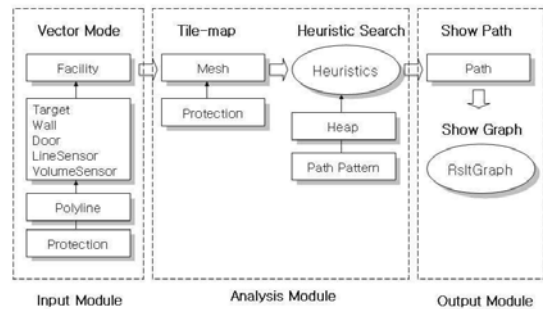 Vector Mode
Facility
Target
Wall
Door
LineSensor
VolumeSensor
Polyline
Protection
Input Module
Tile-map
Mesh
Protection
Heuristic Search
Heuristics
Heap
Path Pattern
Analysis Module
Show Path
Path
Show Graph
RsltGraph
Output Module